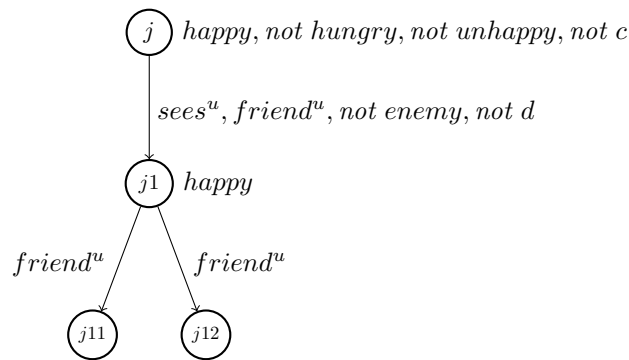 j happy, not hungry, not unhappy, not c
sees^u, friend^u, not enemy, not d
j1 happy
friend^u friend^u
j11 j12